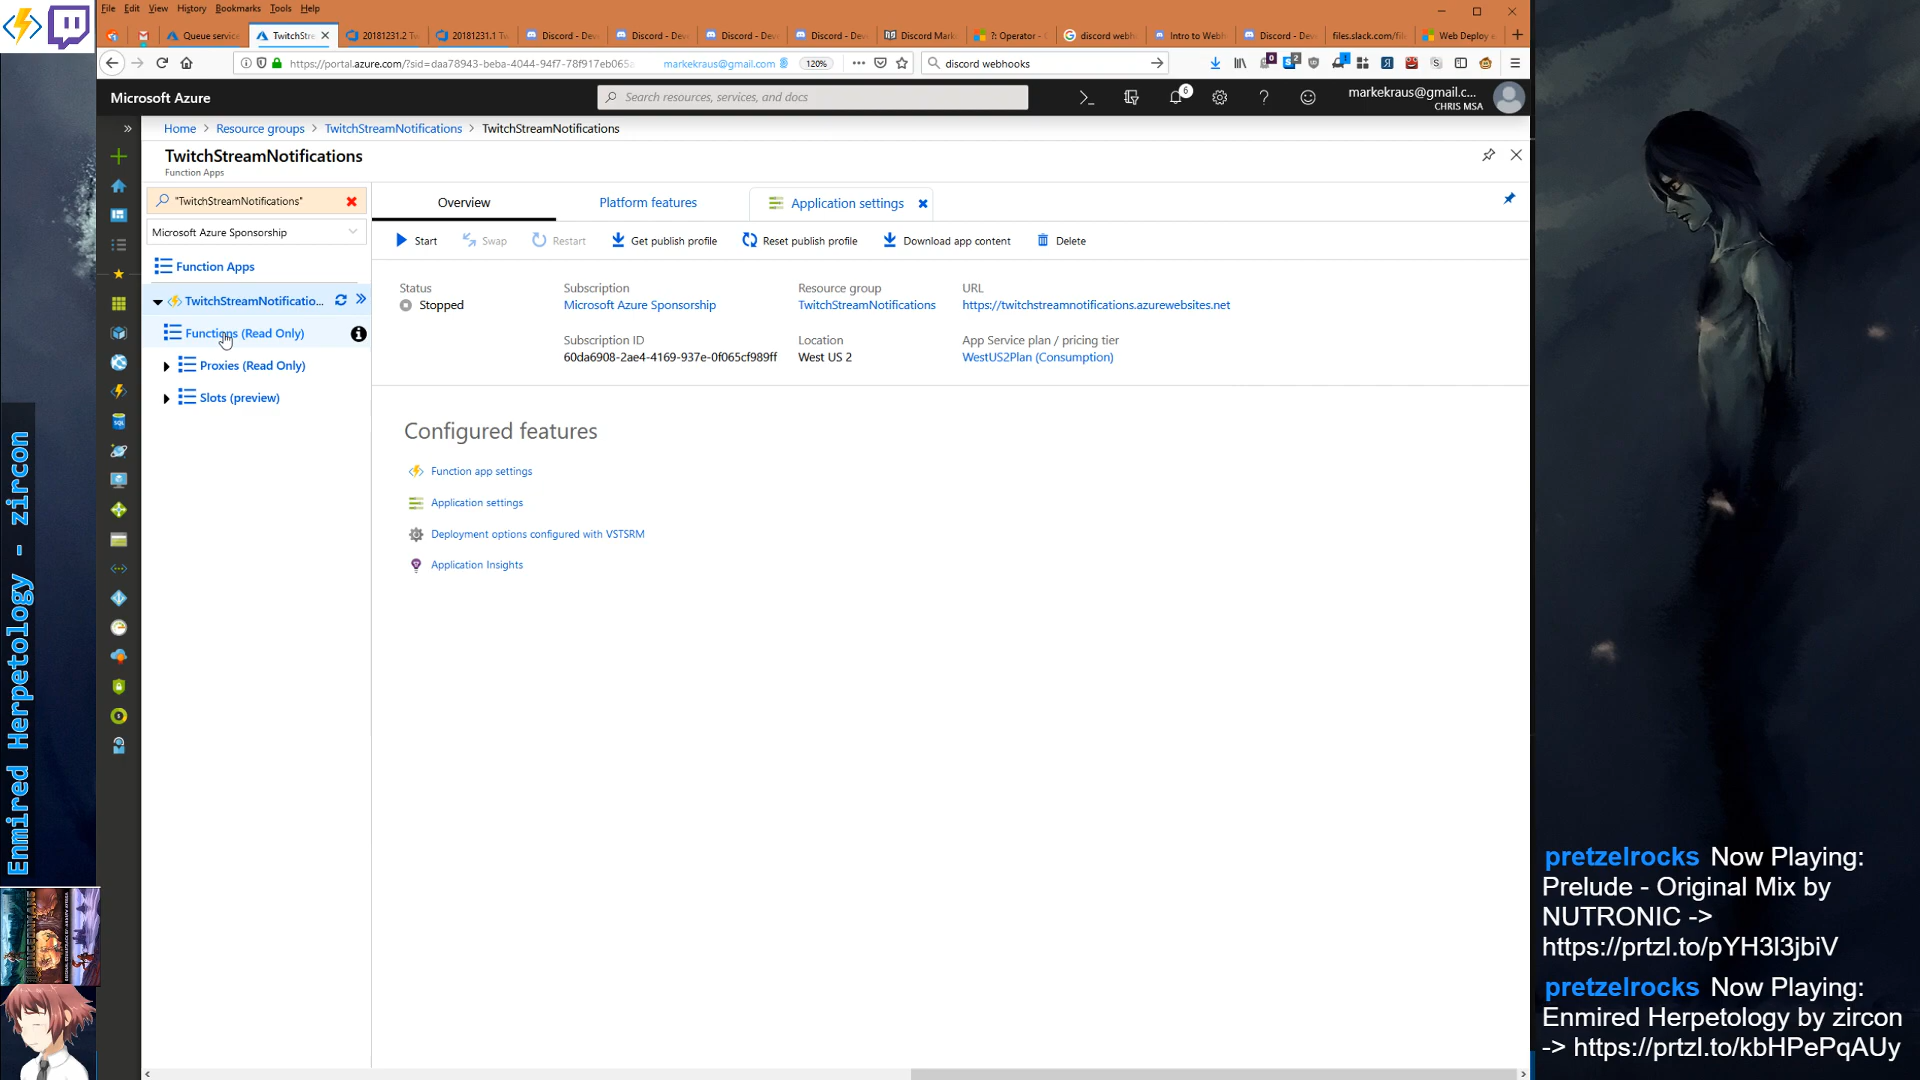 File Edit View History Bookmarks Tools Help
Queue service
TwitchStre
20181231.2 Tw
20181231.1 Tw
Discord - Dev
Discord - Dev
Discord - Dev
Discord - Dev
Discord Mark
?: Operator -
discord webh
Intro to Webh
Discord - Dev
files.slack.com/fil
Web Deploy e
https://portal.azure.com/?sid=daa78943-beba-4044-94f7-78f917eb065a
markekraus@gmail.com
120%
discord webhooks
Microsoft Azure
Search resources, services, and docs
6
markekraus@gmail.c...
CHRIS MSA
Home > Resource groups > TwitchStreamNotifications > TwitchStreamNotifications
TwitchStreamNotifications
Function Apps
"TwitchStreamNotifications"
Microsoft Azure Sponsorship
Function Apps
TwitchStreamNotificatio...
Functions (Read Only)
Proxies (Read Only)
Slots (preview)
Overview
Platform features
Application settings
Start
Swap
Restart
Get publish profile
Reset publish profile
Download app content
Delete
Status
Stopped
Subscription
Microsoft Azure Sponsorship
Resource group
TwitchStreamNotifications
URL
https://twitchstreamnotifications.azurewebsites.net
Subscription ID
60da6908-2ae4-4169-937e-0f065cf989ff
Location
West US 2
App Service plan / pricing tier
WestUS2Plan (Consumption)
Configured features
Function app settings
Application settings
Deployment options configured with VSTSRM
Application Insights
Enmired Herpetology - zircon
pretzelrocks Now Playing:
Prelude - Original Mix by
NUTRONIC ->
https://prtzl.to/pYH3I3jbiV
pretzelrocks Now Playing:
Enmired Herpetology by zircon
-> https://prtzl.to/kbHPePqAUy